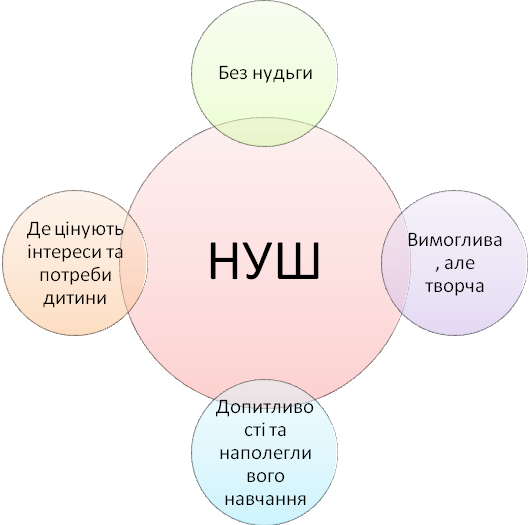 Без нудьги
Де цінують
інтереси та
потреби
дитини
НУШ
Вимоглива
, але
творча
Допитливо
сті та
наполегли
вого
навчання